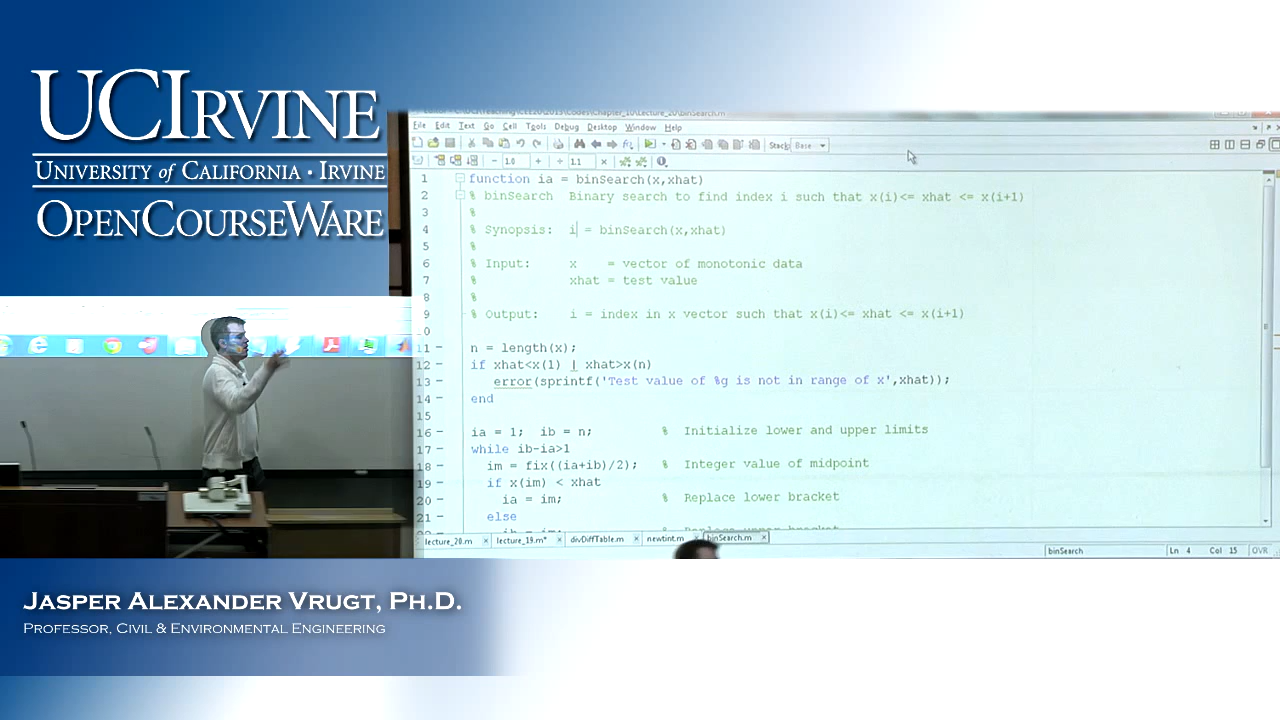 UCIRVINE
UNIVERSITY of CALIFORNIA · IRVINE
OPENCOURSEWARE
File Edit Text Go Cell Tools Debug Desktop Window Help
Stack: Base
1.0 1.1
1 function ia = binSearch(x,xhat)
2 % binSearch Binary search to find index i such that x(i)<= xhat <= x(i+1)
3 %
4 % Synopsis: i = binSearch(x,xhat)
5 %
6 % Input: x = vector of monotonic data
7 % xhat = test value
8 %
9 % Output: i = index in x vector such that x(i)<= xhat <= x(i+1)
0
11 n = length(x);
12 if xhat<x(1) | xhat>x(n)
13 error(sprintf('Test value of %g is not in range of x',xhat));
14 end
15
16 ia = 1; ib = n; % Initialize lower and upper limits
17 while ib-ia>1
18 im = fix((ia+ib)/2); % Integer value of midpoint
19 if x(im) < xhat
20 ia = im; % Replace lower bracket
21 else
lecture_20.m lecture_19.m* divDiffTable.m newtint.m binSearch.m
binSearch Ln 4 Col 15 OVR
JASPER ALEXANDER VRUGT, PH.D.
PROFESSOR, CIVIL & ENVIRONMENTAL ENGINEERING